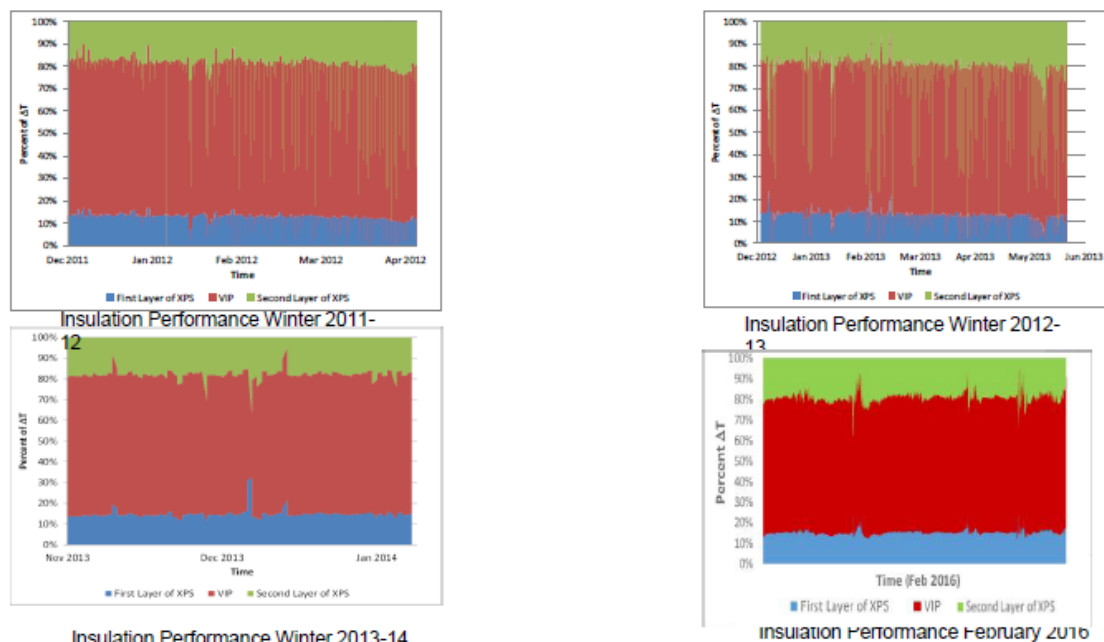 100%
90%
80%
70%
60%
50%
40%
30%
20%
10%
0%
Percent of ΔT
Dec 2011 Jan 2012 Feb 2012 Mar 2012 Apr 2012
Time
First Layer of XPS VIP Second Layer of XPS
Insulation Performance Winter 2011-
12
100%
90%
80%
70%
60%
50%
40%
30%
20%
10%
0%
Percent of ΔT
Dec 2012 Jan 2013 Feb 2013 Mar 2013 Apr 2013 May 2013 Jun 2013
Time
First Layer of XPS VIP Second Layer of XPS
Insulation Performance Winter 2012-
13
100%
90%
80%
70%
60%
50%
40%
30%
20%
10%
0%
Percent of ΔT
Nov 2013 Dec 2013 Jan 2014
Time
First Layer of XPS VIP Second Layer of XPS
Insulation Performance Winter 2013-14
100%
90%
80%
70%
60%
50%
40%
30%
20%
10%
0%
Percent ΔT
Time (Feb 2016)
First Layer of XPS VIP Second Layer of XPS
Insulation Performance February 2016